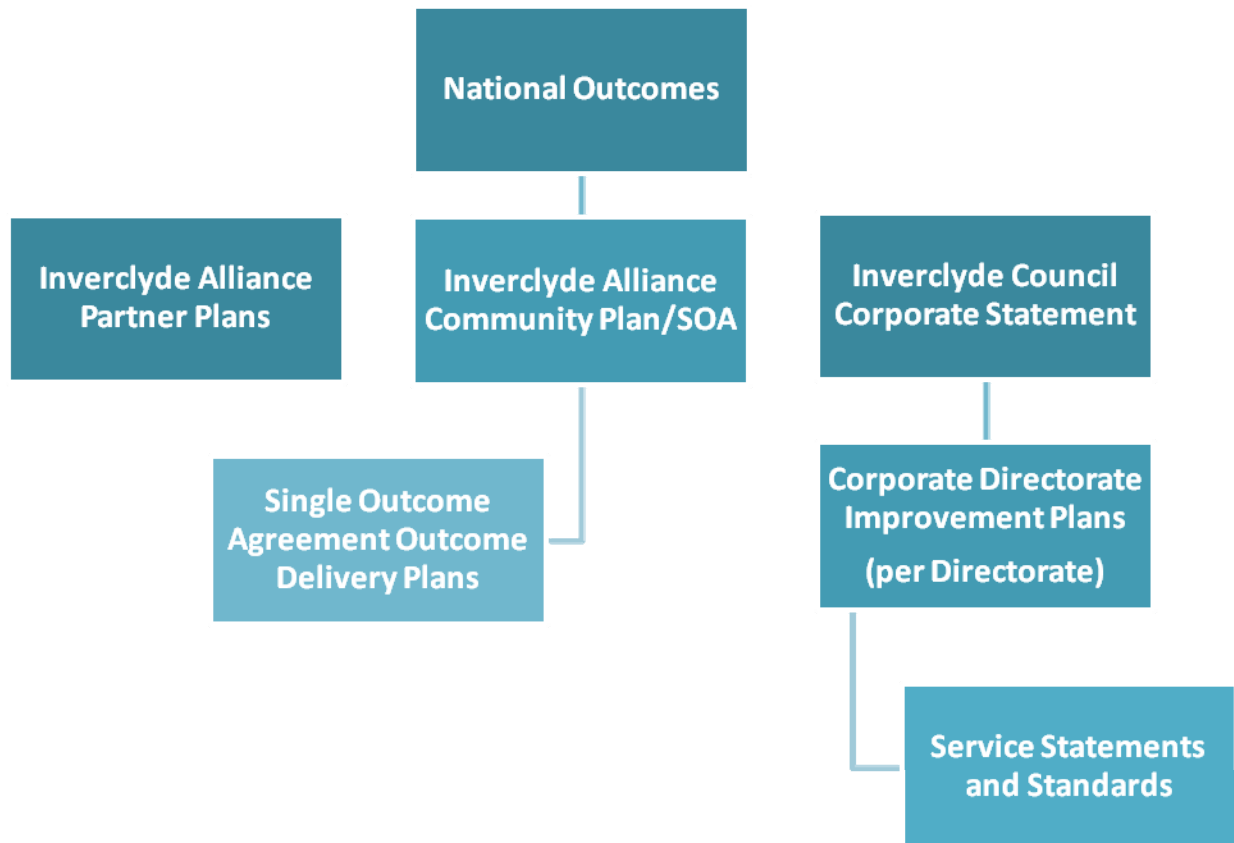 National Outcomes
Inverclyde Alliance
Partner Plans
Inverclyde Alliance
Community Plan/SOA
Inverclyde Council
Corporate Statement
Single Outcome
Agreement Outcome
Delivery Plans
Corporate Directorate
Improvement Plans
(per Directorate)
Service Statements
and Standards